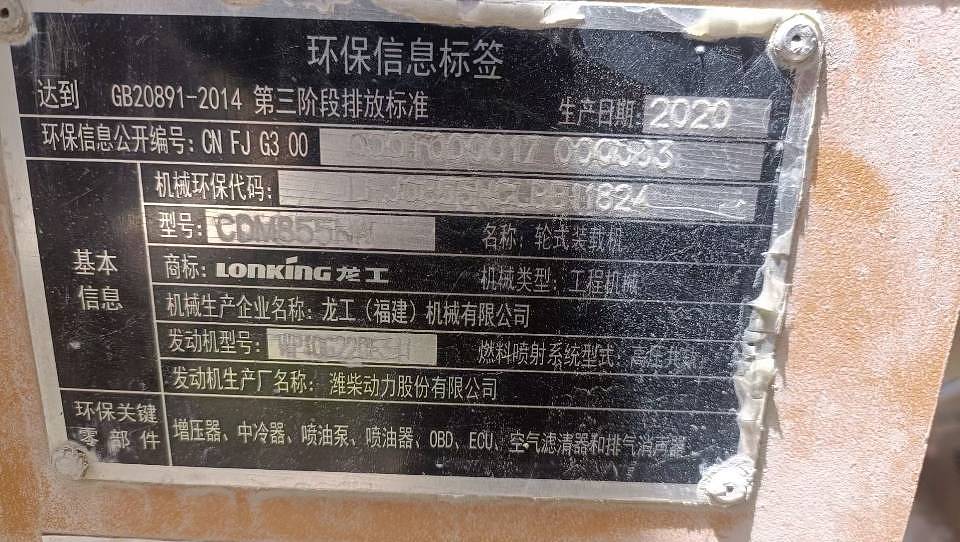 环保信息标签
达到 GB20891-2014 第三阶段排放标准 生产日期: 2020
环保信息公开编号: CN FJ G3 00
机械环保代码:
型号: 名称: 轮式装载机
商标: LONKING 龙工 机械类型: 工程机械
基本
信息
机械生产企业名称: 龙工（福建）机械有限公司
发动机型号: 燃料喷射系统型式:
发动机生产厂名称: 潍柴动力股份有限公司
环保关键
零部件
增压器、中冷器、喷油泵、喷油器、OBD、ECU、空气滤清器和排气消声器